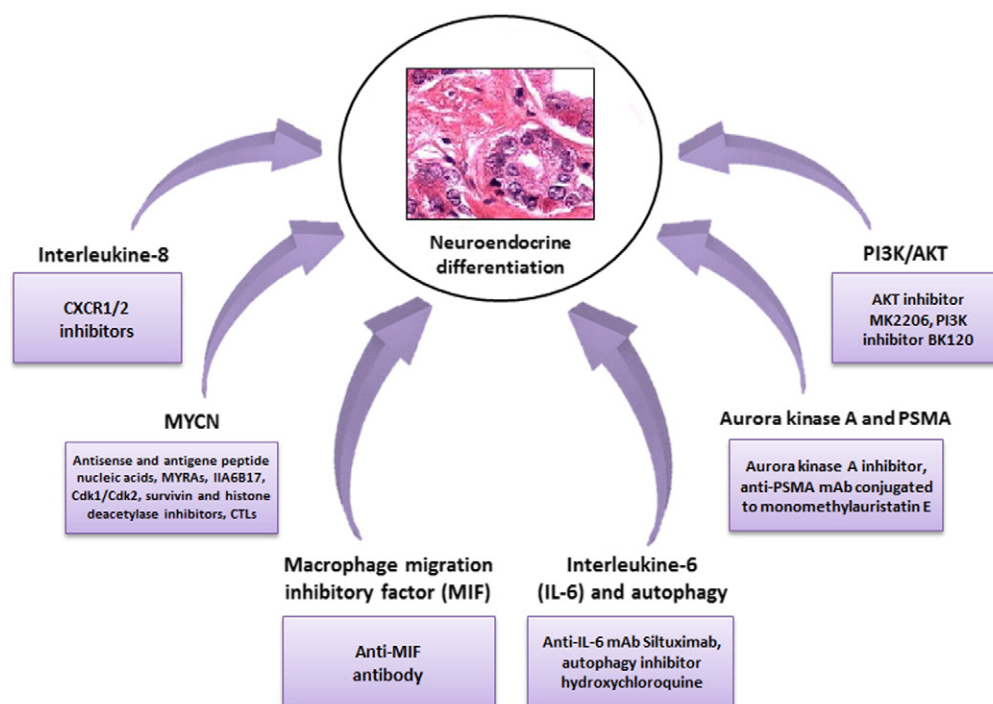 Neuroendocrine
differentiation
Interleukine-8
CXCR1/2
inhibitors
MYCN
Antisense and antigene peptide
nucleic acids, MYRAs, IIA6B17,
Cdk1/Cdk2, survivin and histone
deacetylase inhibitors, CTLs
Macrophage migration
inhibitory factor (MIF)
Anti-MIF
antibody
Interleukine-6
(IL-6) and autophagy
Anti-IL-6 mAb Siltuximab,
autophagy inhibitor
hydroxychloroquine
Aurora kinase A and PSMA
Aurora kinase A inhibitor,
anti-PSMA mAb conjugated
to monomethylauristatin E
PI3K/AKT
AKT inhibitor
MK2206, PI3K
inhibitor BK120